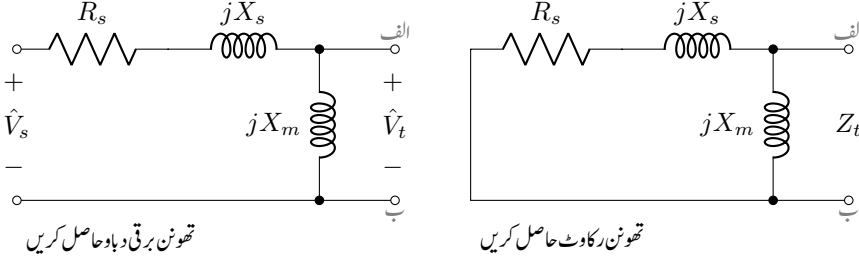 R_s jX_s الف
+ +
V̂_s jX_m V̂_t
− −
ب
تھونن برقی دباو حاصل کریں
R_s jX_s الف
jX_m Z_t
ب
تھونن رکاوٹ حاصل کریں